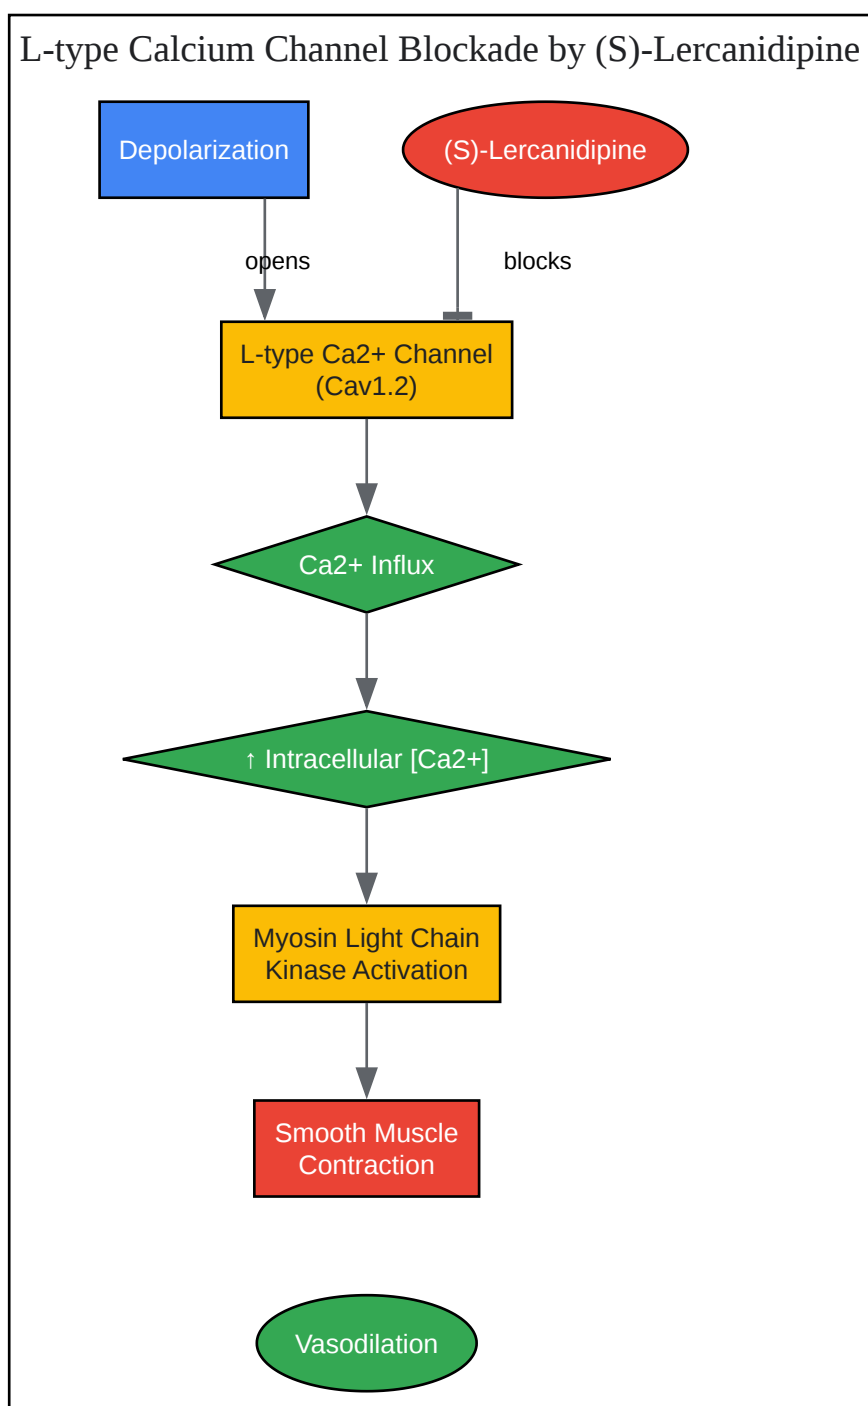 L-type Calcium Channel Blockade by (S)-Lercanidipine
Depolarization
(S)-Lercanidipine
opens
blocks
L-type Ca2+ Channel
(Cav1.2)
Ca2+ Influx
↑ Intracellular [Ca2+]
Myosin Light Chain
Kinase Activation
Smooth Muscle
Contraction
Vasodilation